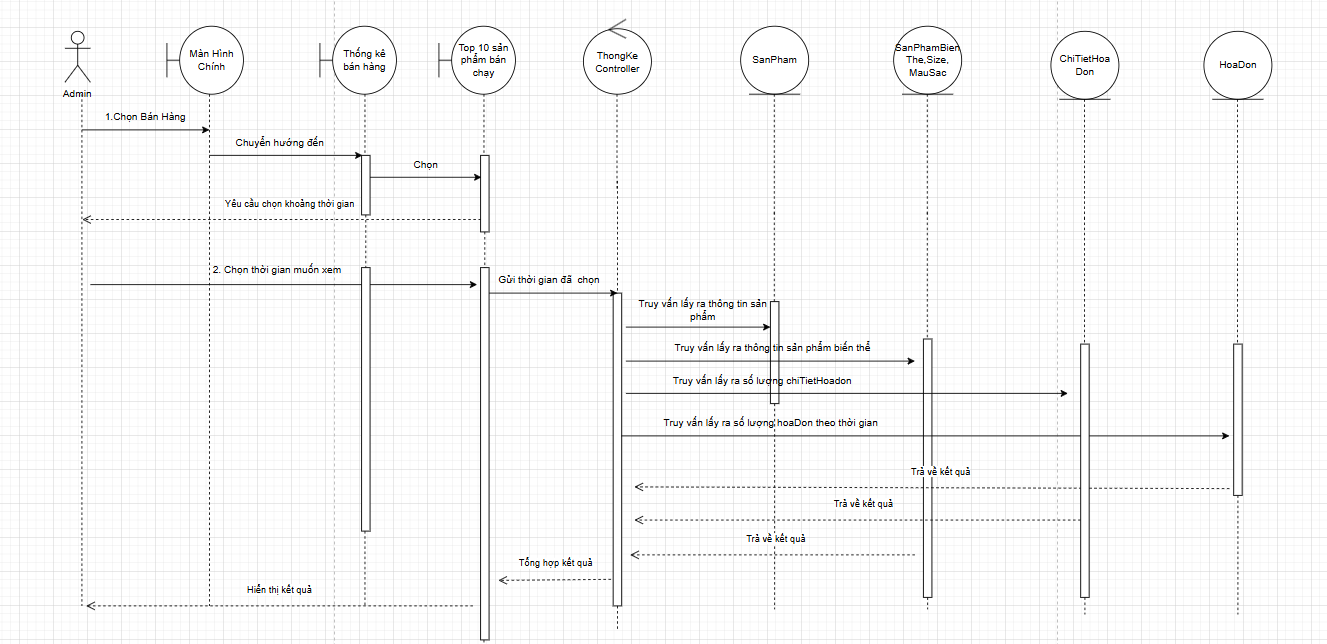 Admin
Màn Hình
Chính
Thống kê
bán hàng
Top 10 sản
phẩm bán
chạy
ThongKe
Controller
SanPham
SanPhamBien
The,Size,
MauSac
ChiTietHoa
Don
HoaDon
1.Chọn Bán Hàng
Chuyển hướng đến
Chọn
Yêu cầu chọn khoảng thời gian
2. Chọn thời gian muốn xem
Gửi thời gian đã chọn
Truy vấn lấy ra thông tin sản
phẩm
Truy vấn lấy ra thông tin sản phẩm biến thể
Truy vấn lấy ra số lượng chiTietHoadon
Truy vấn lấy ra số lượng hoaDon theo thời gian
Trả về kết quả
Trả về kết quả
Trả về kết quả
Tổng hợp kết quả
Hiển thị kết quả